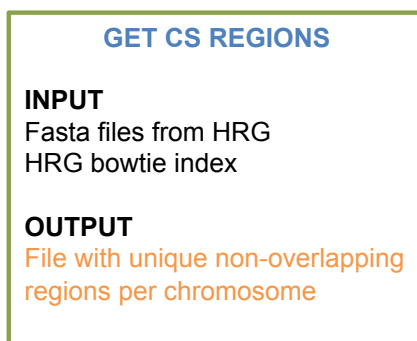 GET CS REGIONS
INPUT
Fasta files from HRG
HRG bowtie index
OUTPUT
File with unique non-overlapping
regions per chromosome